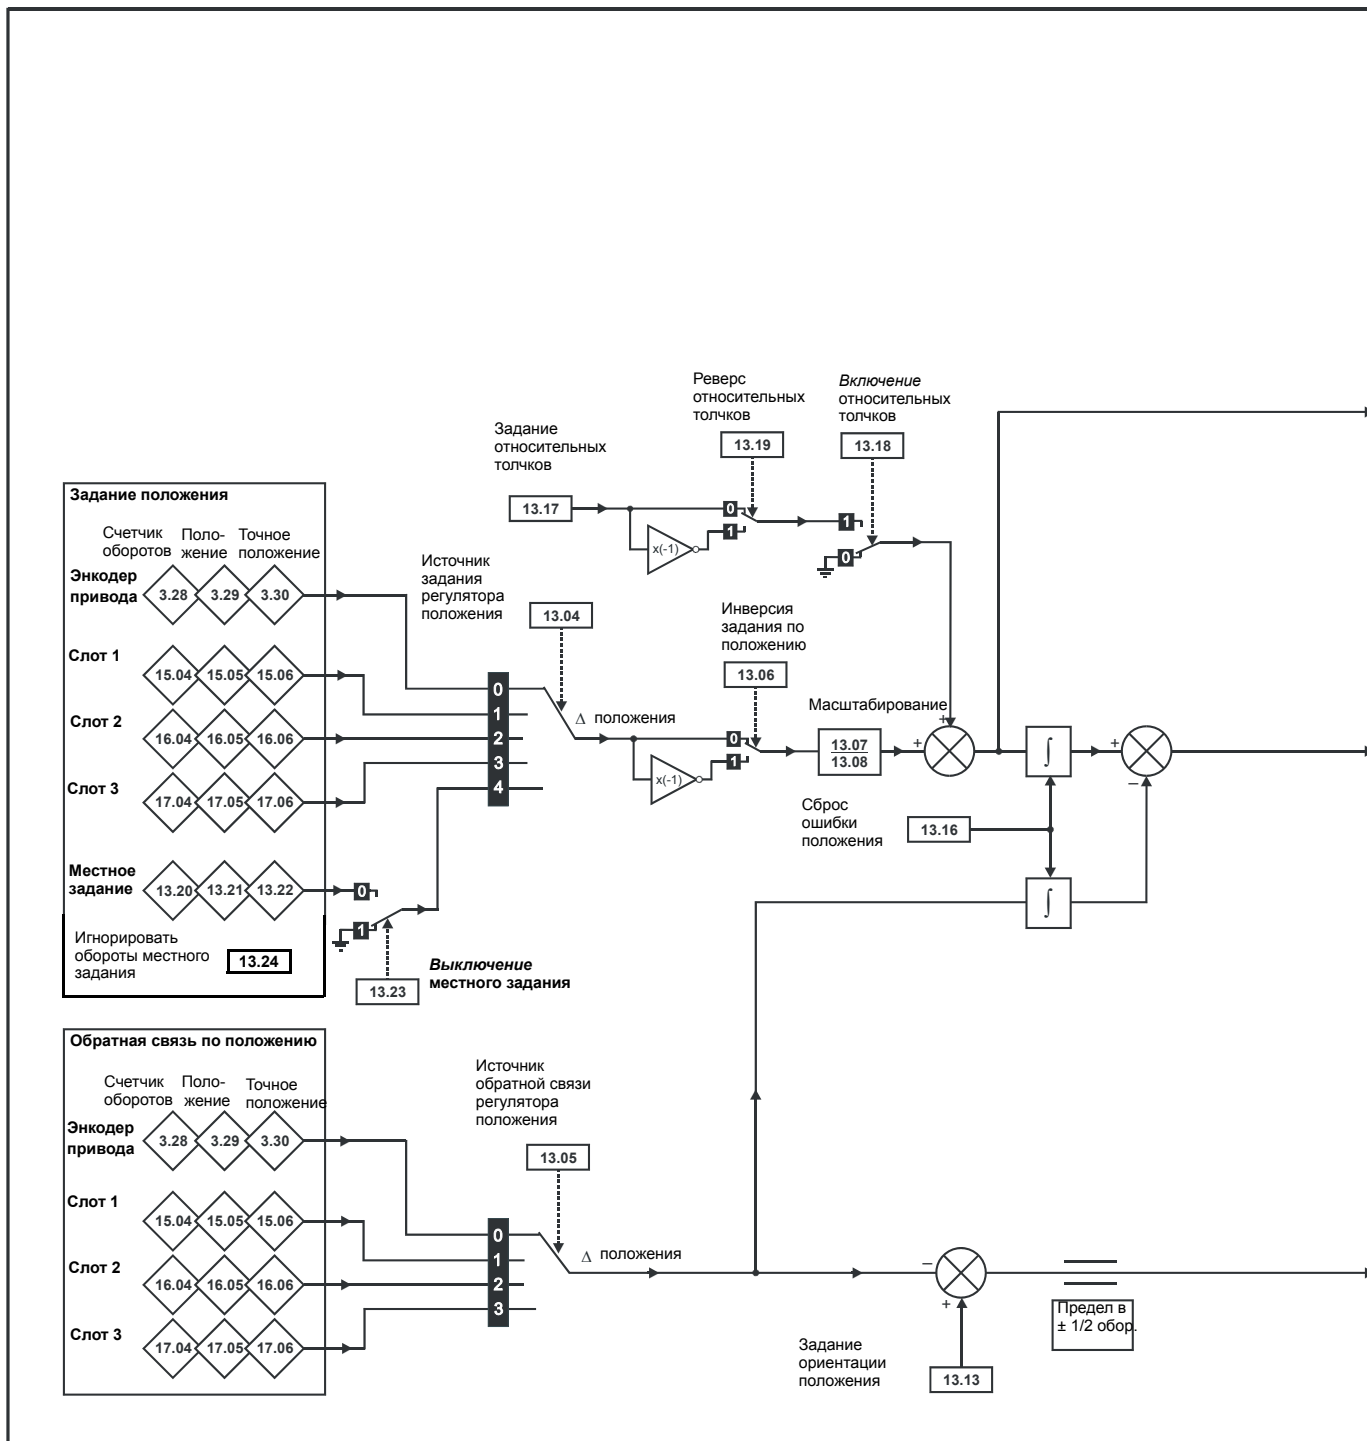 Реверс
относительных
толчков
13.19
Включение
относительных
толчков
13.18
Задание
относительных
толчков
13.17
0
1
x(-1)
1
0
Задание положения
Счетчик
оборотов
Поло-
жение
Точное
положение
Энкодер
привода
3.28 3.29 3.30
Слот 1
15.04 15.05 15.06
Слот 2
16.04 16.05 16.06
Слот 3
17.04 17.05 17.06
Местное
задание
13.20 13.21 13.22
Игнорировать
обороты местного
задания
13.24
0
1
13.23
Выключение
местного задания
Источник
задания
регулятора
положения
13.04
0
1
2
3
4
Δ положения
x(-1)
0
1
Инверсия
задания по
положению
13.06
Масштабирование
13.07
13.08
+
+
∫
+
−
Сброс
ошибки
положения
13.16
∫
Обратная связь по положению
Счетчик
оборотов
Поло-
жение
Точное
положение
Энкодер
привода
3.28 3.29 3.30
Слот 1
15.04 15.05 15.06
Слот 2
16.04 16.05 16.06
Слот 3
17.04 17.05 17.06
Источник
обратной связи
регулятора
положения
13.05
0
1
2
3
Δ положения
−
+
Задание
ориентации
положения
13.13
Предел в
± 1/2 обор.